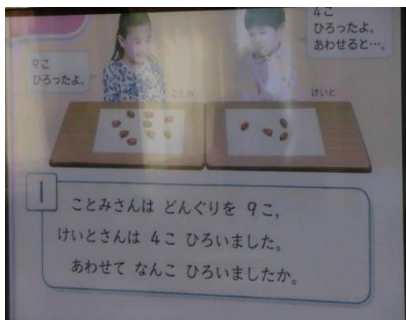 9こ
ひろったよ。
4こ
ひろったよ。
あわせると…。
ことみ
けいと
1
ことみさんは どんぐりを 9こ,
けいとさんは 4こ ひろいました。
あわせて なんこ ひろいましたか。